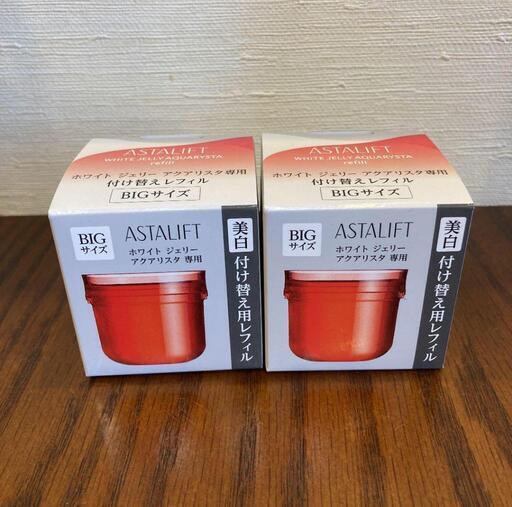 ASTALIFT
WHITE JELLY AQUARYSTA
refill
ホワイト ジェリー アクアリスタ 専用
付け替えレフィル
BIGサイズ
BIG
サイズ
ASTALIFT
ホワイト ジェリー
アクアリスタ 専用
美白 付け替え用レフィル
ASTALIFT
WHITE JELLY AQUARYSTA
refill
ホワイト ジェリー アクアリスタ 専用
付け替えレフィル
BIGサイズ
BIG
サイズ
ASTALIFT
ホワイト ジェリー
アクアリスタ 専用
美白 付け替え用レフィル